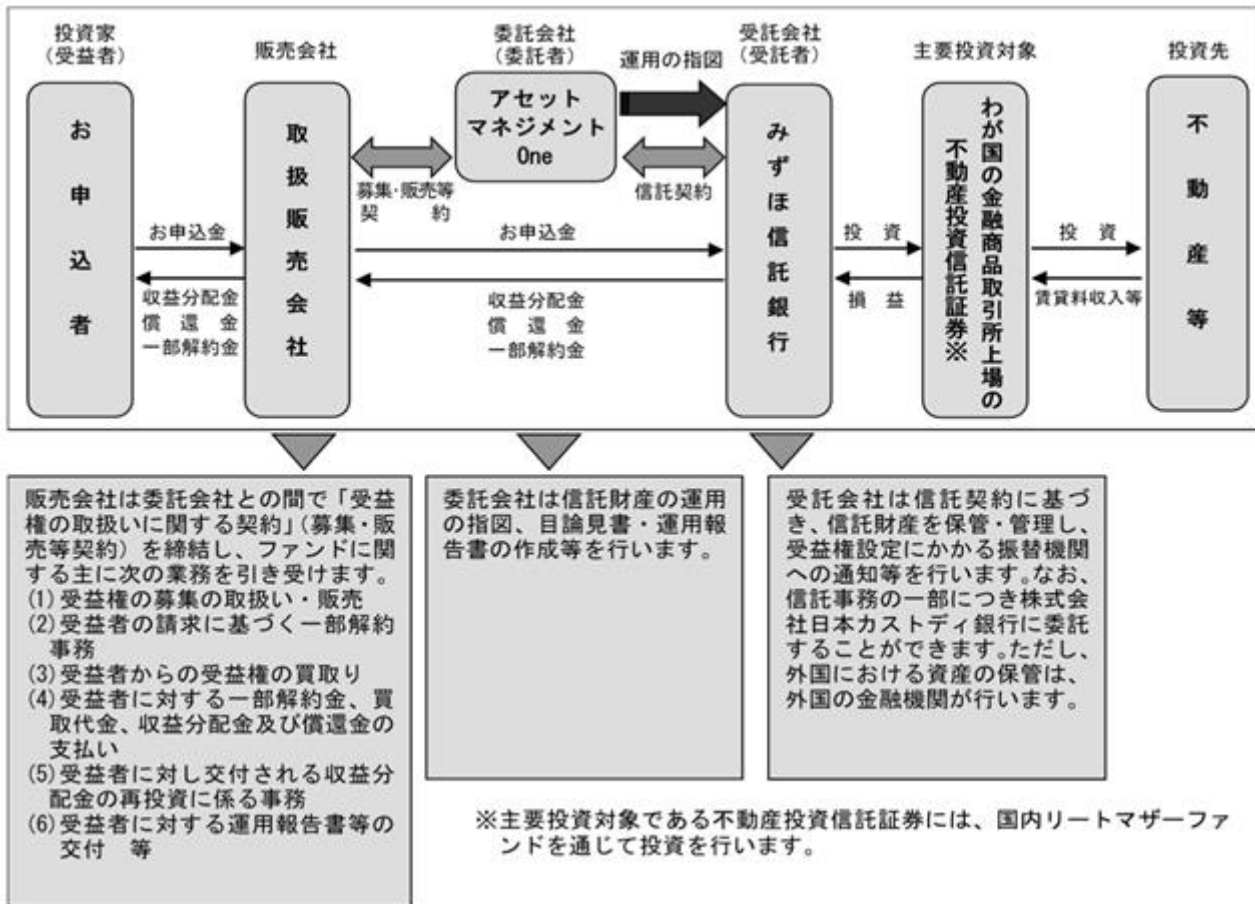 投資家
(受益者)
販売会社
委託会社
(委託者)
運用の指図
受託会社
(受託者)
主要投資対象
投資先
お申込者
取扱販売会社
アセット
マネジメント
One
みずほ信託銀行
わが国の金融商品取引所上場の
不動産投資信託証券※
不動産等
募集・販売等
契約
信託契約
お申込金
収益分配金
償還金
一部解約金
お申込金
収益分配金
償還金
一部解約金
投資
損益
投資
賃貸料収入等
販売会社は委託会社との間で「受益
権の取扱いに関する契約」(募集・販
売等契約)を締結し、ファンドに関
する主に次の業務を引き受けます。
(1)受益権の募集の取扱い・販売
(2)受益者の請求に基づく一部解約
事務
(3)受益者からの受益権の買取り
(4)受益者に対する一部解約金、買
取代金、収益分配金及び償還金の
支払い
(5)受益者に対し交付される収益分
配金の再投資に係る事務
(6)受益者に対する運用報告書等の
交付 等
委託会社は信託財産の運用
の指図、目論見書・運用報
告書の作成等を行います。
受託会社は信託契約に基づ
き、信託財産を保管・管理し、
受益権設定にかかる振替機関
への通知等を行います。なお、
信託事務の一部につき株式会
社日本カストディ銀行に委託
することができます。ただし、
外国における資産の保管は、
外国の金融機関が行います。
※主要投資対象である不動産投資信託証券には、国内リートマザーファ
ンドを通じて投資を行います。